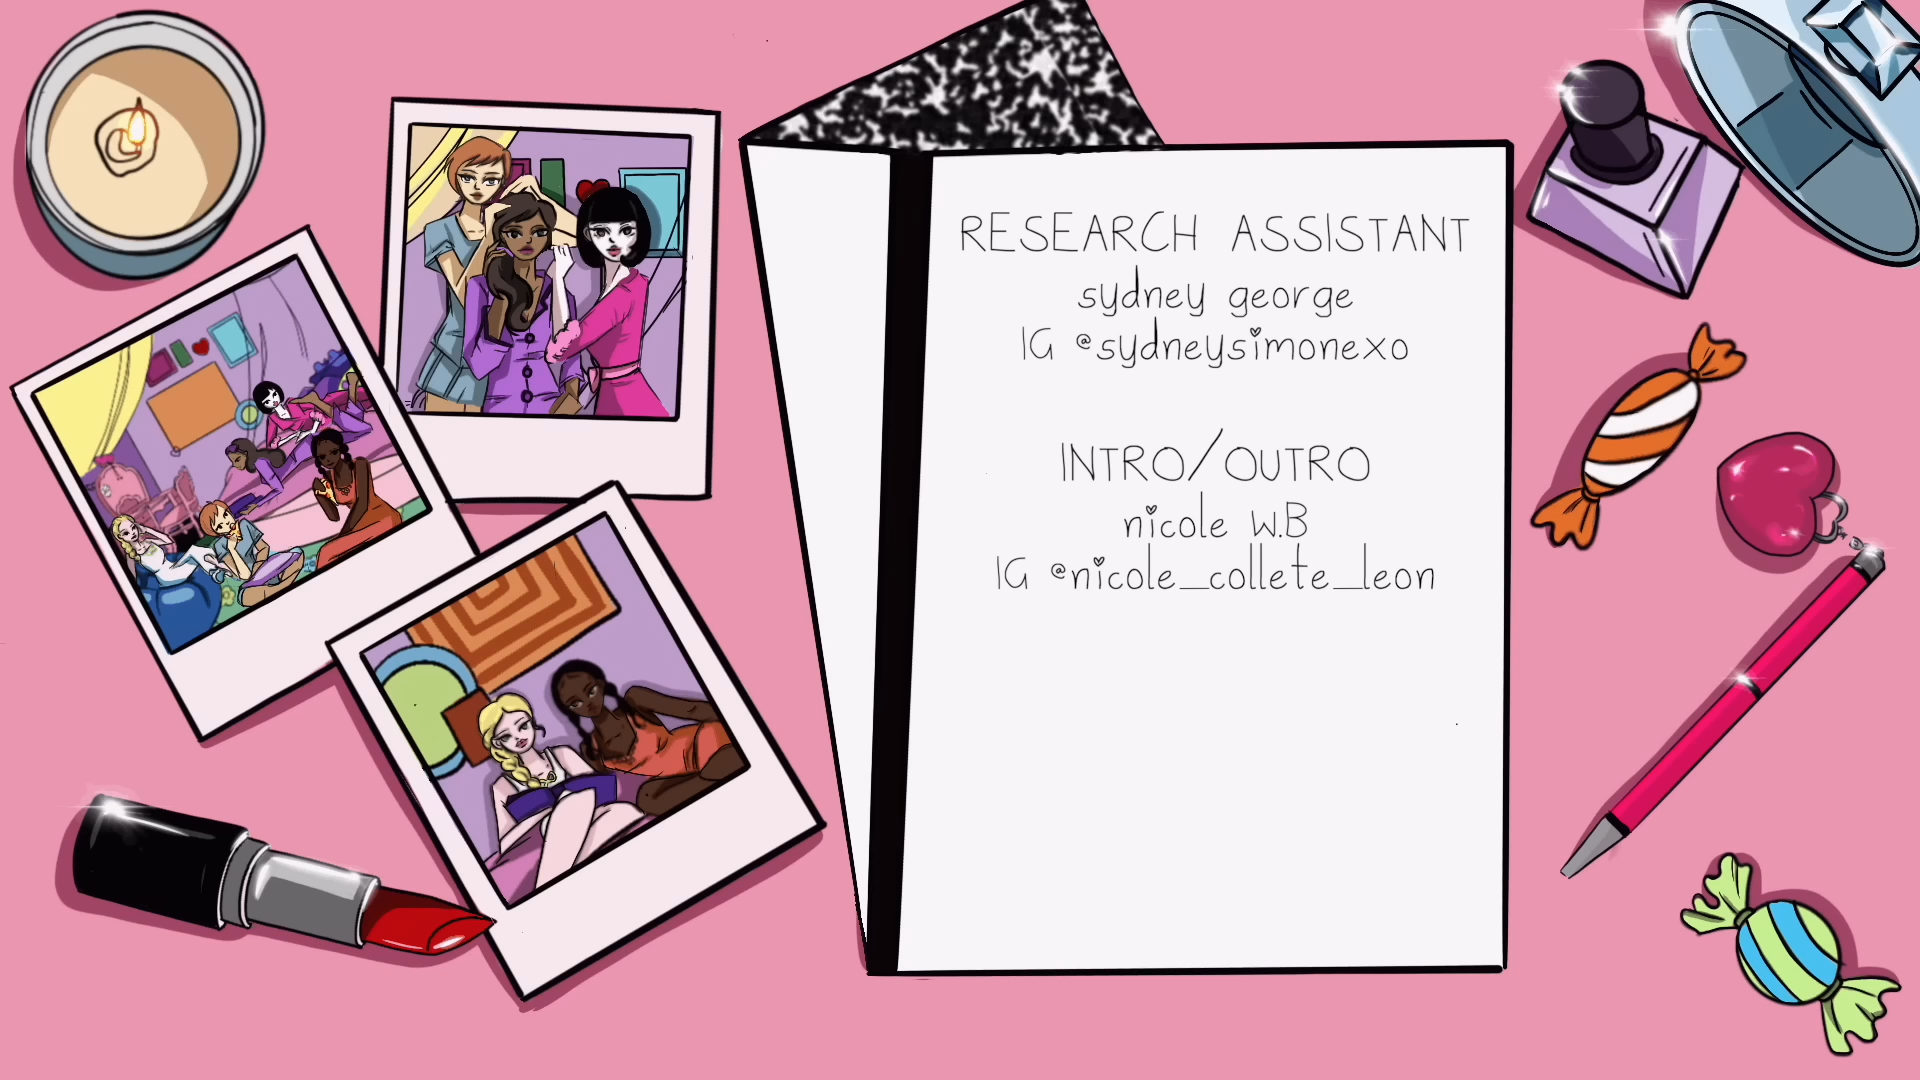 RESEARCH ASSISTANT
sydney george
IG @sydneysimonexo
INTRO/OUTRO
nicole W.B
IG @nicole_collete_leon